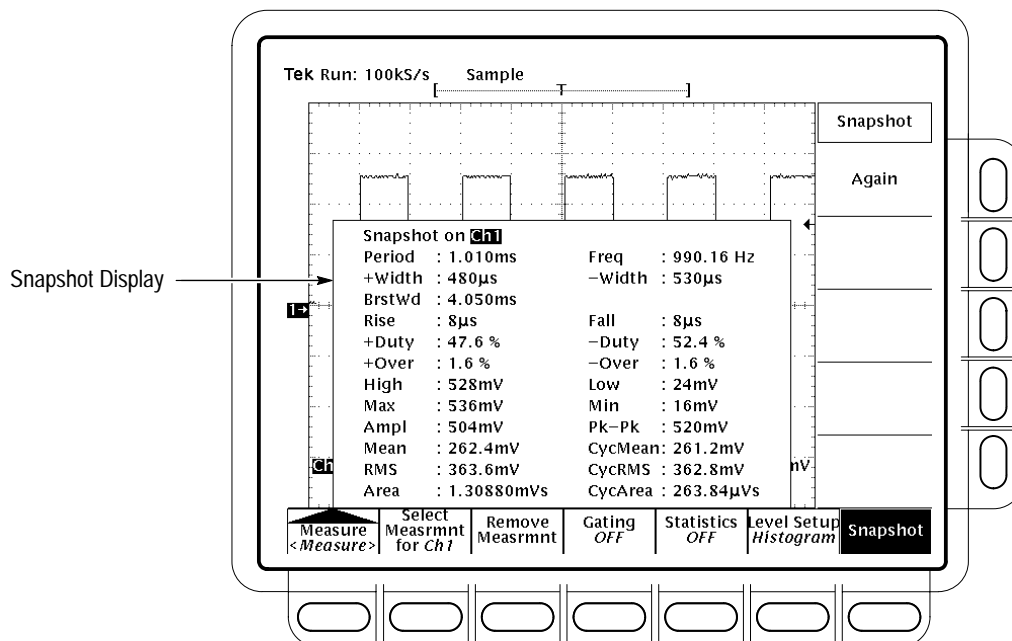 Tek Run: 100kS/s Sample
[ T ]
Snapshot
Again
Snapshot on Ch1
Period : 1.010ms Freq : 990.16 Hz
+Width : 480µs −Width : 530µs
BrstWd : 4.050ms
Rise : 8µs Fall : 8µs
+Duty : 47.6 % −Duty : 52.4 %
+Over : 1.6 % −Over : 1.6 %
High : 528mV Low : 24mV
Max : 536mV Min : 16mV
Ampl : 504mV Pk−Pk : 520mV
Mean : 262.4mV CycMean: 261.2mV
RMS : 363.6mV CycRMS : 362.8mV
Area : 1.30880mVs CycArea : 263.84µVs
Snapshot Display
1→
Ch mV
Measure
<Measure>
Select
Measrmnt
for Ch1
Remove
Measrmnt
Gating
OFF
Statistics
OFF
Level Setup
Histogram
Snapshot